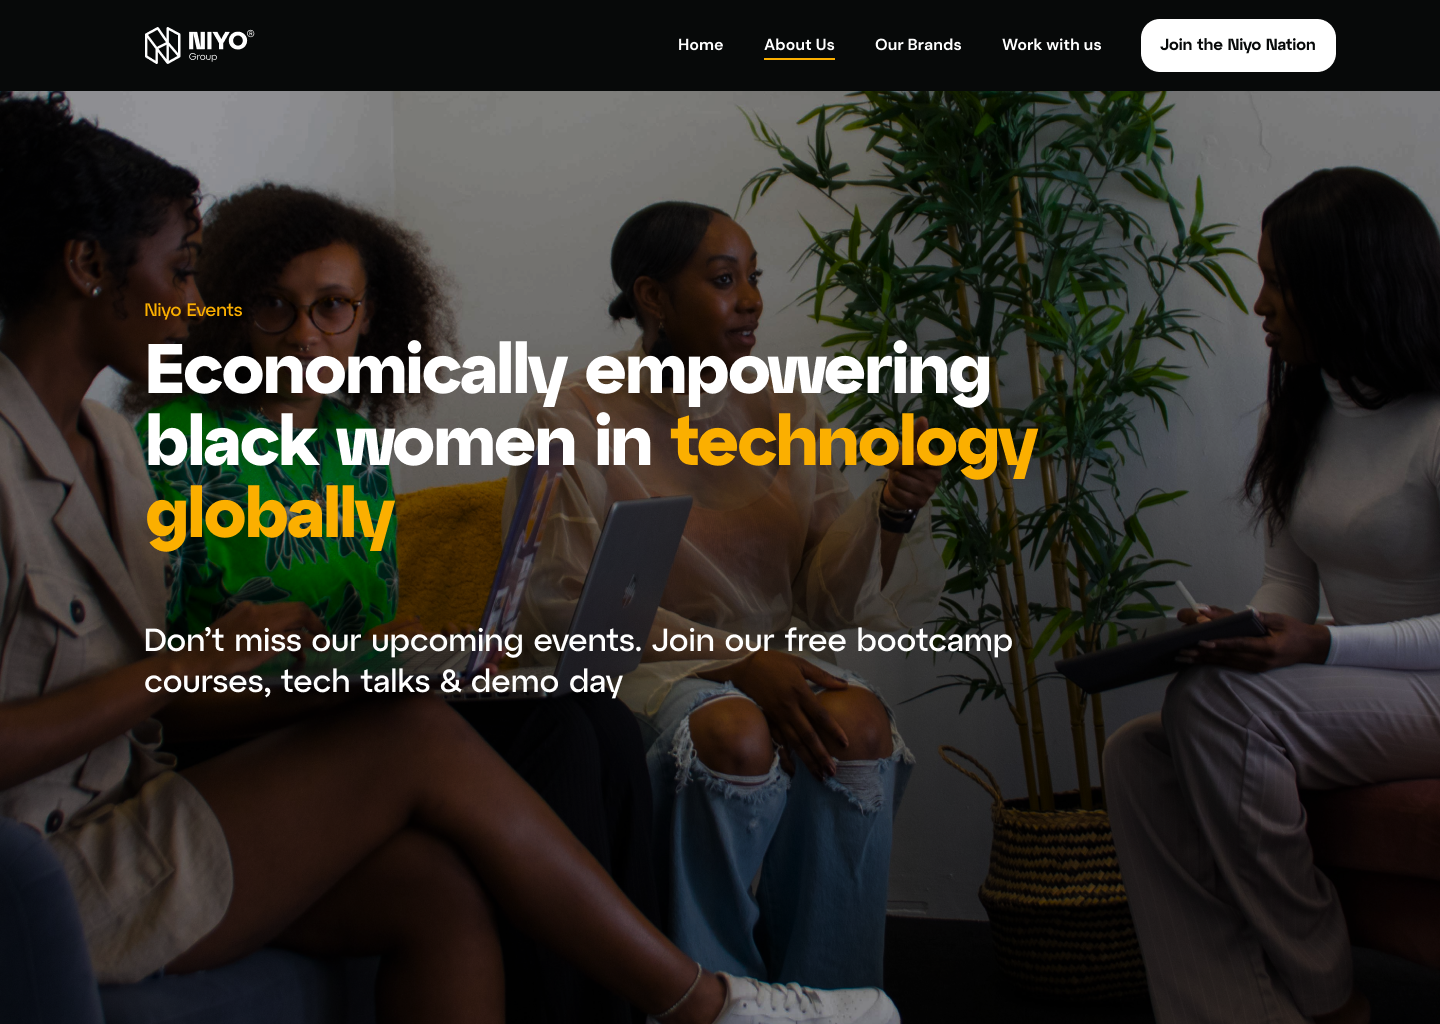 NIYO®
Group
Home
About Us
Our Brands
Work with us
Join the Niyo Nation
Niyo Events
Economically empowering
black women in technology
globally
Don’t miss our upcoming events. Join our free bootcamp
courses, tech talks & demo day